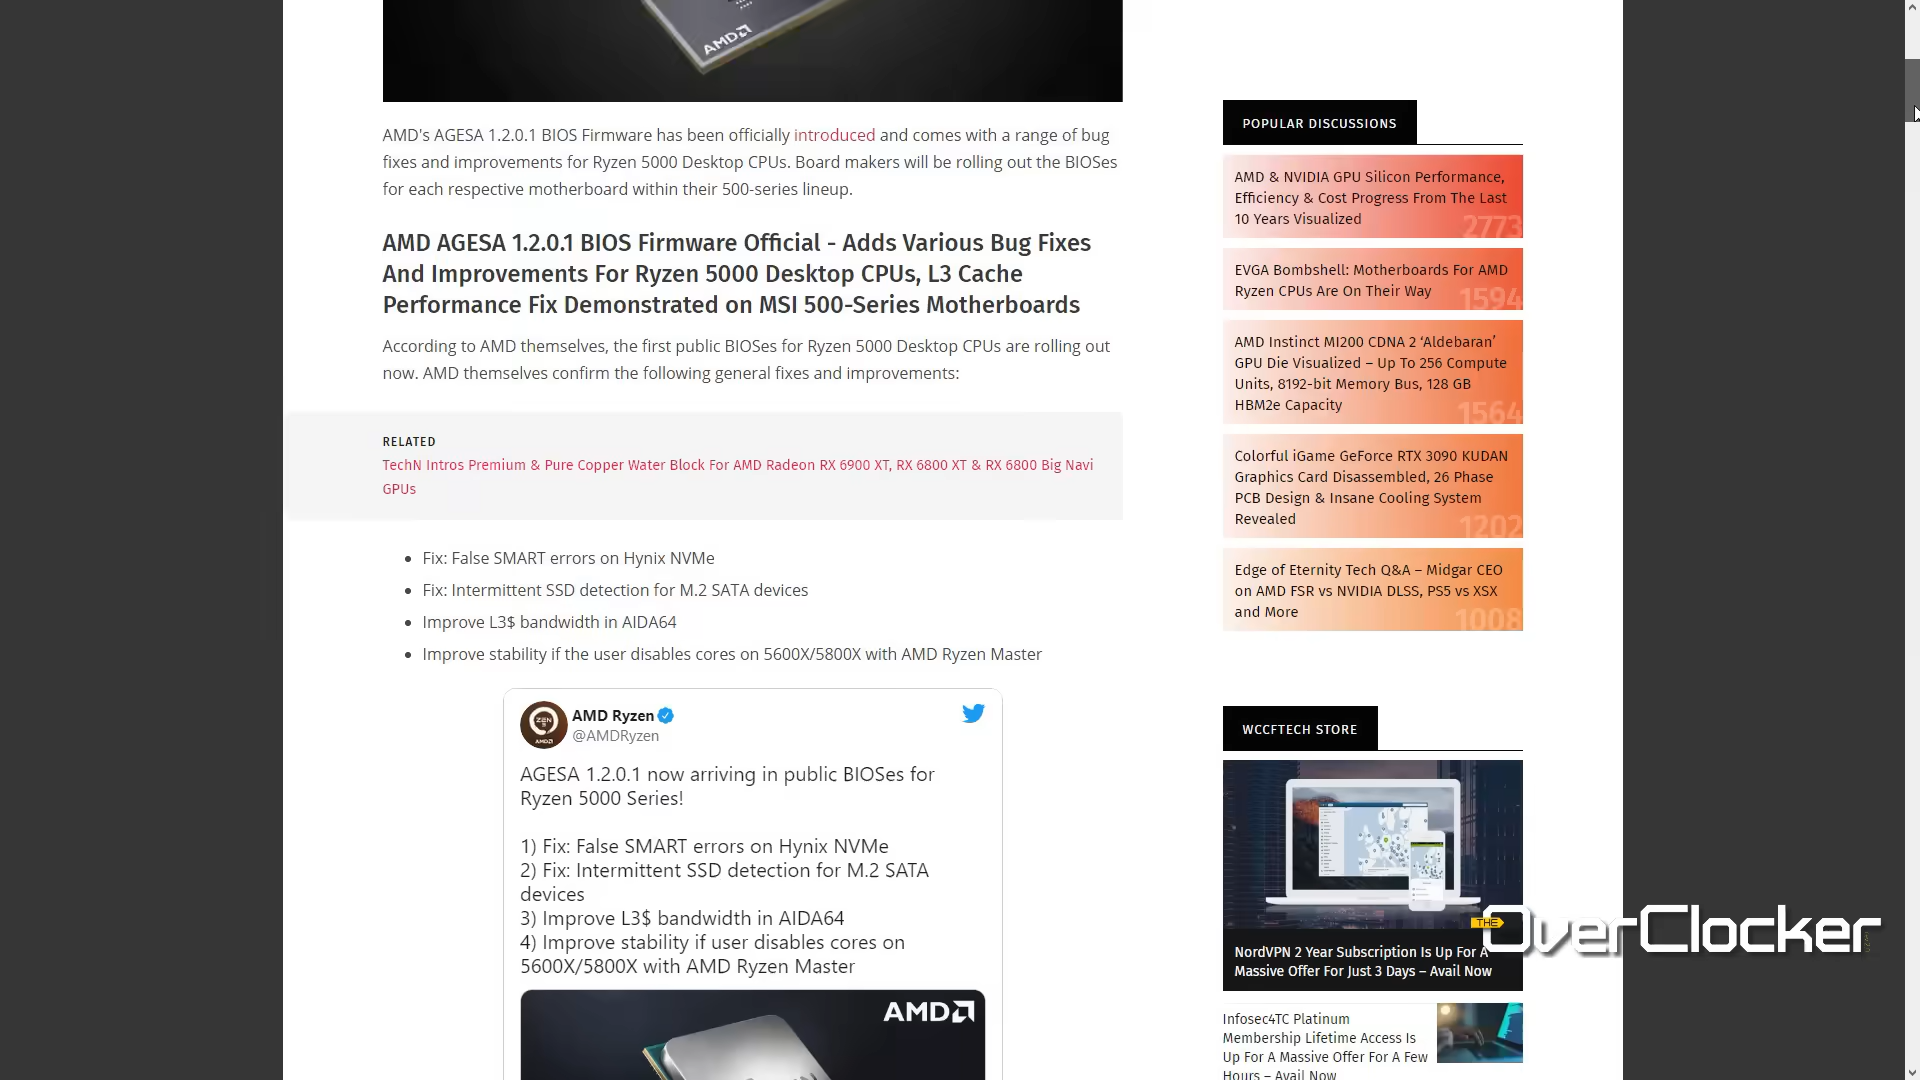 AMD
AMD's AGESA 1.2.0.1 BIOS Firmware has been officially introduced and comes with a range of bug
fixes and improvements for Ryzen 5000 Desktop CPUs. Board makers will be rolling out the BIOSes
for each respective motherboard within their 500-series lineup.
AMD AGESA 1.2.0.1 BIOS Firmware Official - Adds Various Bug Fixes
And Improvements For Ryzen 5000 Desktop CPUs, L3 Cache
Performance Fix Demonstrated on MSI 500-Series Motherboards
According to AMD themselves, the first public BIOSes for Ryzen 5000 Desktop CPUs are rolling out
now. AMD themselves confirm the following general fixes and improvements:
RELATED
TechN Intros Premium & Pure Copper Water Block For AMD Radeon RX 6900 XT, RX 6800 XT & RX 6800 Big Navi
GPUs
• Fix: False SMART errors on Hynix NVMe
• Fix: Intermittent SSD detection for M.2 SATA devices
• Improve L3$ bandwidth in AIDA64
• Improve stability if the user disables cores on 5600X/5800X with AMD Ryzen Master
ZEN
AMD
AMD Ryzen
@AMDRyzen
AGESA 1.2.0.1 now arriving in public BIOSes for
Ryzen 5000 Series!
1) Fix: False SMART errors on Hynix NVMe
2) Fix: Intermittent SSD detection for M.2 SATA
devices
3) Improve L3$ bandwidth in AIDA64
4) Improve stability if user disables cores on
5600X/5800X with AMD Ryzen Master
AMD
POPULAR DISCUSSIONS
AMD & NVIDIA GPU Silicon Performance,
Efficiency & Cost Progress From The Last
10 Years Visualized
2773
EVGA Bombshell: Motherboards For AMD
Ryzen CPUs Are On Their Way
1594
AMD Instinct MI200 CDNA 2 ‘Aldebaran’
GPU Die Visualized – Up To 256 Compute
Units, 8192-bit Memory Bus, 128 GB
HBM2e Capacity
1564
Colorful iGame GeForce RTX 3090 KUDAN
Graphics Card Disassembled, 26 Phase
PCB Design & Insane Cooling System
Revealed
1202
Edge of Eternity Tech Q&A – Midgar CEO
on AMD FSR vs NVIDIA DLSS, PS5 vs XSX
and More
1008
WCCFTECH STORE
NordVPN 2 Year Subscription Is Up For A
Massive Offer For Just 3 Days – Avail Now
THE OverClocker
Infosec4TC Platinum
Membership Lifetime Access Is
Up For A Massive Offer For A Few
Hours – Avail Now